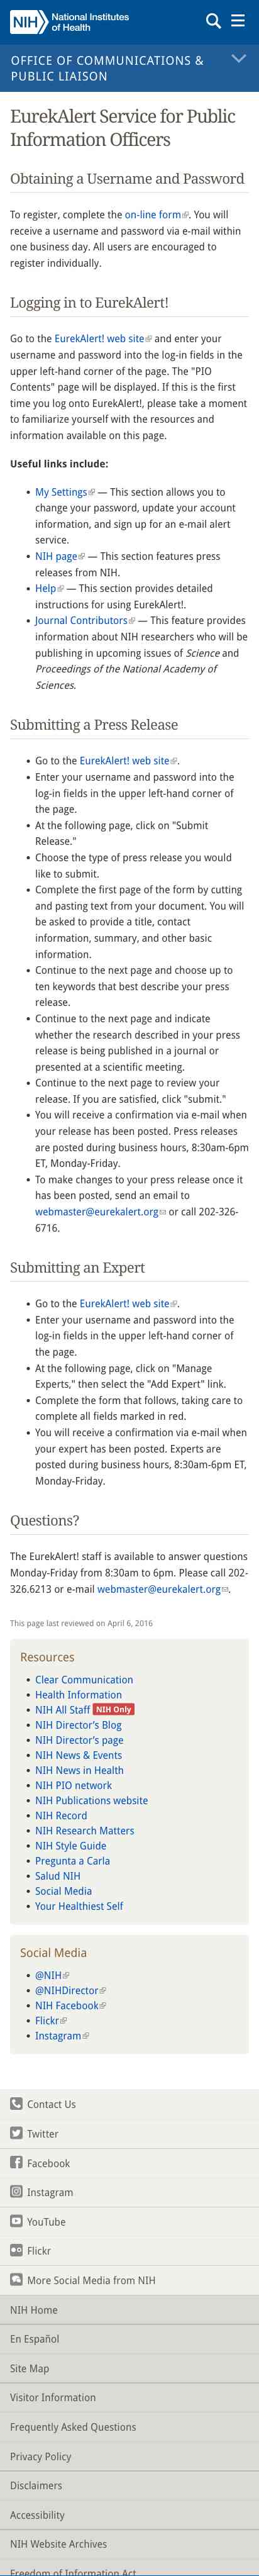 NIH National Institutes
of Health
OFFICE OF COMMUNICATIONS &
PUBLIC LIAISON
EurekAlert Service for Public
Information Officers
Obtaining a Username and Password
To register, complete the on-line form. You will
receive a username and password via e-mail within
one business day. All users are encouraged to
register individually.
Logging in to EurekAlert!
Go to the EurekAlert! web site and enter your
username and password into the log-in fields in the
upper left-hand corner of the page. The "PIO
Contents" page will be displayed. If this is the first
time you log onto EurekAlert!, please take a moment
to familiarize yourself with the resources and
information available on this page.
Useful links include:
• My Settings — This section allows you to
change your password, update your account
information, and sign up for an e-mail alert
service.
• NIH page — This section features press
releases from NIH.
• Help — This section provides detailed
instructions for using EurekAlert!.
• Journal Contributors — This feature provides
information about NIH researchers who will be
publishing in upcoming issues of Science and
Proceedings of the National Academy of
Sciences.
Submitting a Press Release
• Go to the EurekAlert! web site.
• Enter your username and password into the
log-in fields in the upper left-hand corner of
the page.
• At the following page, click on "Submit
Release."
• Choose the type of press release you would
like to submit.
• Complete the first page of the form by cutting
and pasting text from your document. You will
be asked to provide a title, contact
information, summary, and other basic
information.
• Continue to the next page and choose up to
ten keywords that best describe your press
release.
• Continue to the next page and indicate
whether the research described in your press
release is being published in a journal or
presented at a scientific meeting.
• Continue to the next page to review your
release. If you are satisfied, click "submit."
• You will receive a confirmation via e-mail when
your release has been posted. Press releases
are posted during business hours, 8:30am-6pm
ET, Monday-Friday.
• To make changes to your press release once it
has been posted, send an email to
webmaster@eurekalert.org or call 202-326-
6716.
Submitting an Expert
• Go to the EurekAlert! web site.
• Enter your username and password into the
log-in fields in the upper left-hand corner of
the page.
• At the following page, click on "Manage
Experts," then select the "Add Expert" link.
• Complete the form that follows, taking care to
complete all fields marked in red.
• You will receive a confirmation via e-mail when
your expert has been posted. Experts are
posted during business hours, 8:30am-6pm ET,
Monday-Friday.
Questions?
The EurekAlert! staff is available to answer questions
Monday-Friday from 8:30am to 6pm. Please call 202-
326.6213 or e-mail webmaster@eurekalert.org.
This page last reviewed on April 6, 2016
Resources
• Clear Communication
• Health Information
• NIH All Staff NIH Only
• NIH Director's Blog
• NIH Director's page
• NIH News & Events
• NIH News in Health
• NIH PIO network
• NIH Publications website
• NIH Record
• NIH Research Matters
• NIH Style Guide
• Pregunta a Carla
• Salud NIH
• Social Media
• Your Healthiest Self
Social Media
• @NIH
• @NIHDirector
• NIH Facebook
• Flickr
• Instagram
Contact Us
Twitter
Facebook
Instagram
YouTube
Flickr
More Social Media from NIH
NIH Home
En Español
Site Map
Visitor Information
Frequently Asked Questions
Privacy Policy
Disclaimers
Accessibility
NIH Website Archives
Freedom of Information Act